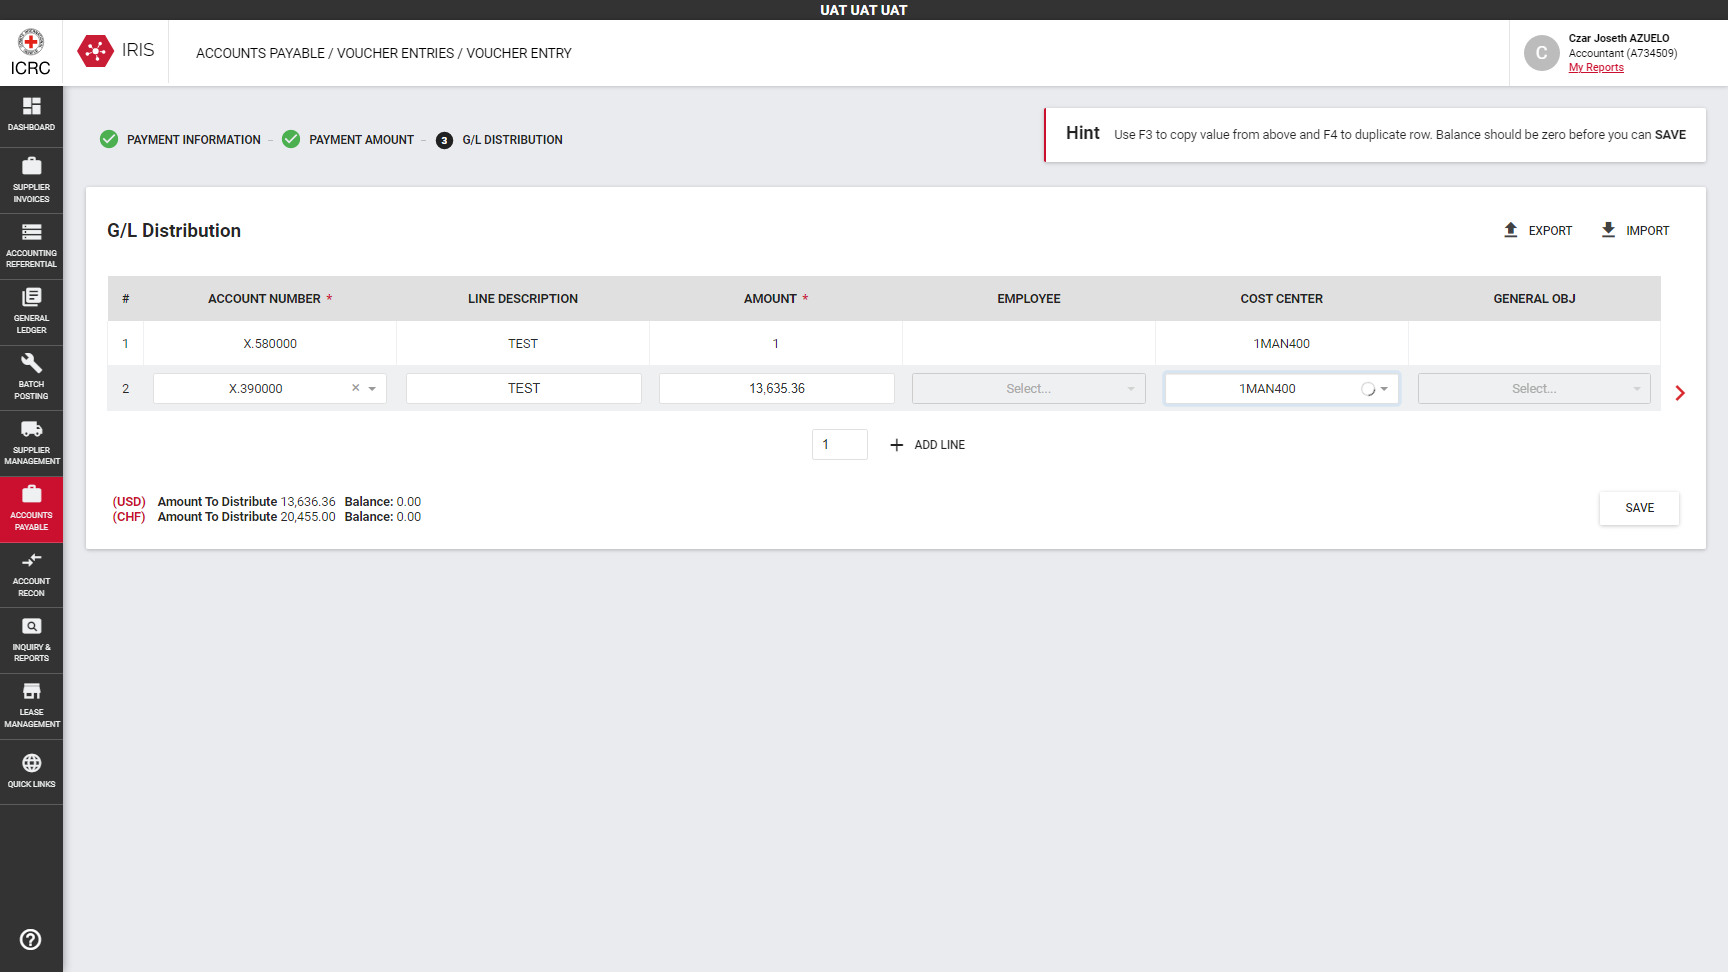 UAT UAT UAT
ICRC
IRIS
ACCOUNTS PAYABLE / VOUCHER ENTRIES / VOUCHER ENTRY
C
Czar Joseth AZUELO
Accountant (A734509)
My Reports
DASHBOARD
SUPPLIER
INVOICES
ACCOUNTING
REFERENTIAL
GENERAL
LEDGER
BATCH
POSTING
SUPPLIER
MANAGEMENT
ACCOUNTS
PAYABLE
ACCOUNT
RECON
INQUIRY &
REPORTS
LEASE
MANAGEMENT
QUICK LINKS
PAYMENT INFORMATION – PAYMENT AMOUNT – 3 G/L DISTRIBUTION
Hint Use F3 to copy value from above and F4 to duplicate row. Balance should be zero before you can SAVE
G/L Distribution
EXPORT IMPORT
# ACCOUNT NUMBER * LINE DESCRIPTION AMOUNT * EMPLOYEE COST CENTER GENERAL OBJ
1 X.580000 TEST 1 1MAN400
2 X.390000 × TEST 13,635.36 Select... 1MAN400 Select...
1 + ADD LINE
(USD) Amount To Distribute 13,636.36 Balance: 0.00
(CHF) Amount To Distribute 20,455.00 Balance: 0.00
SAVE